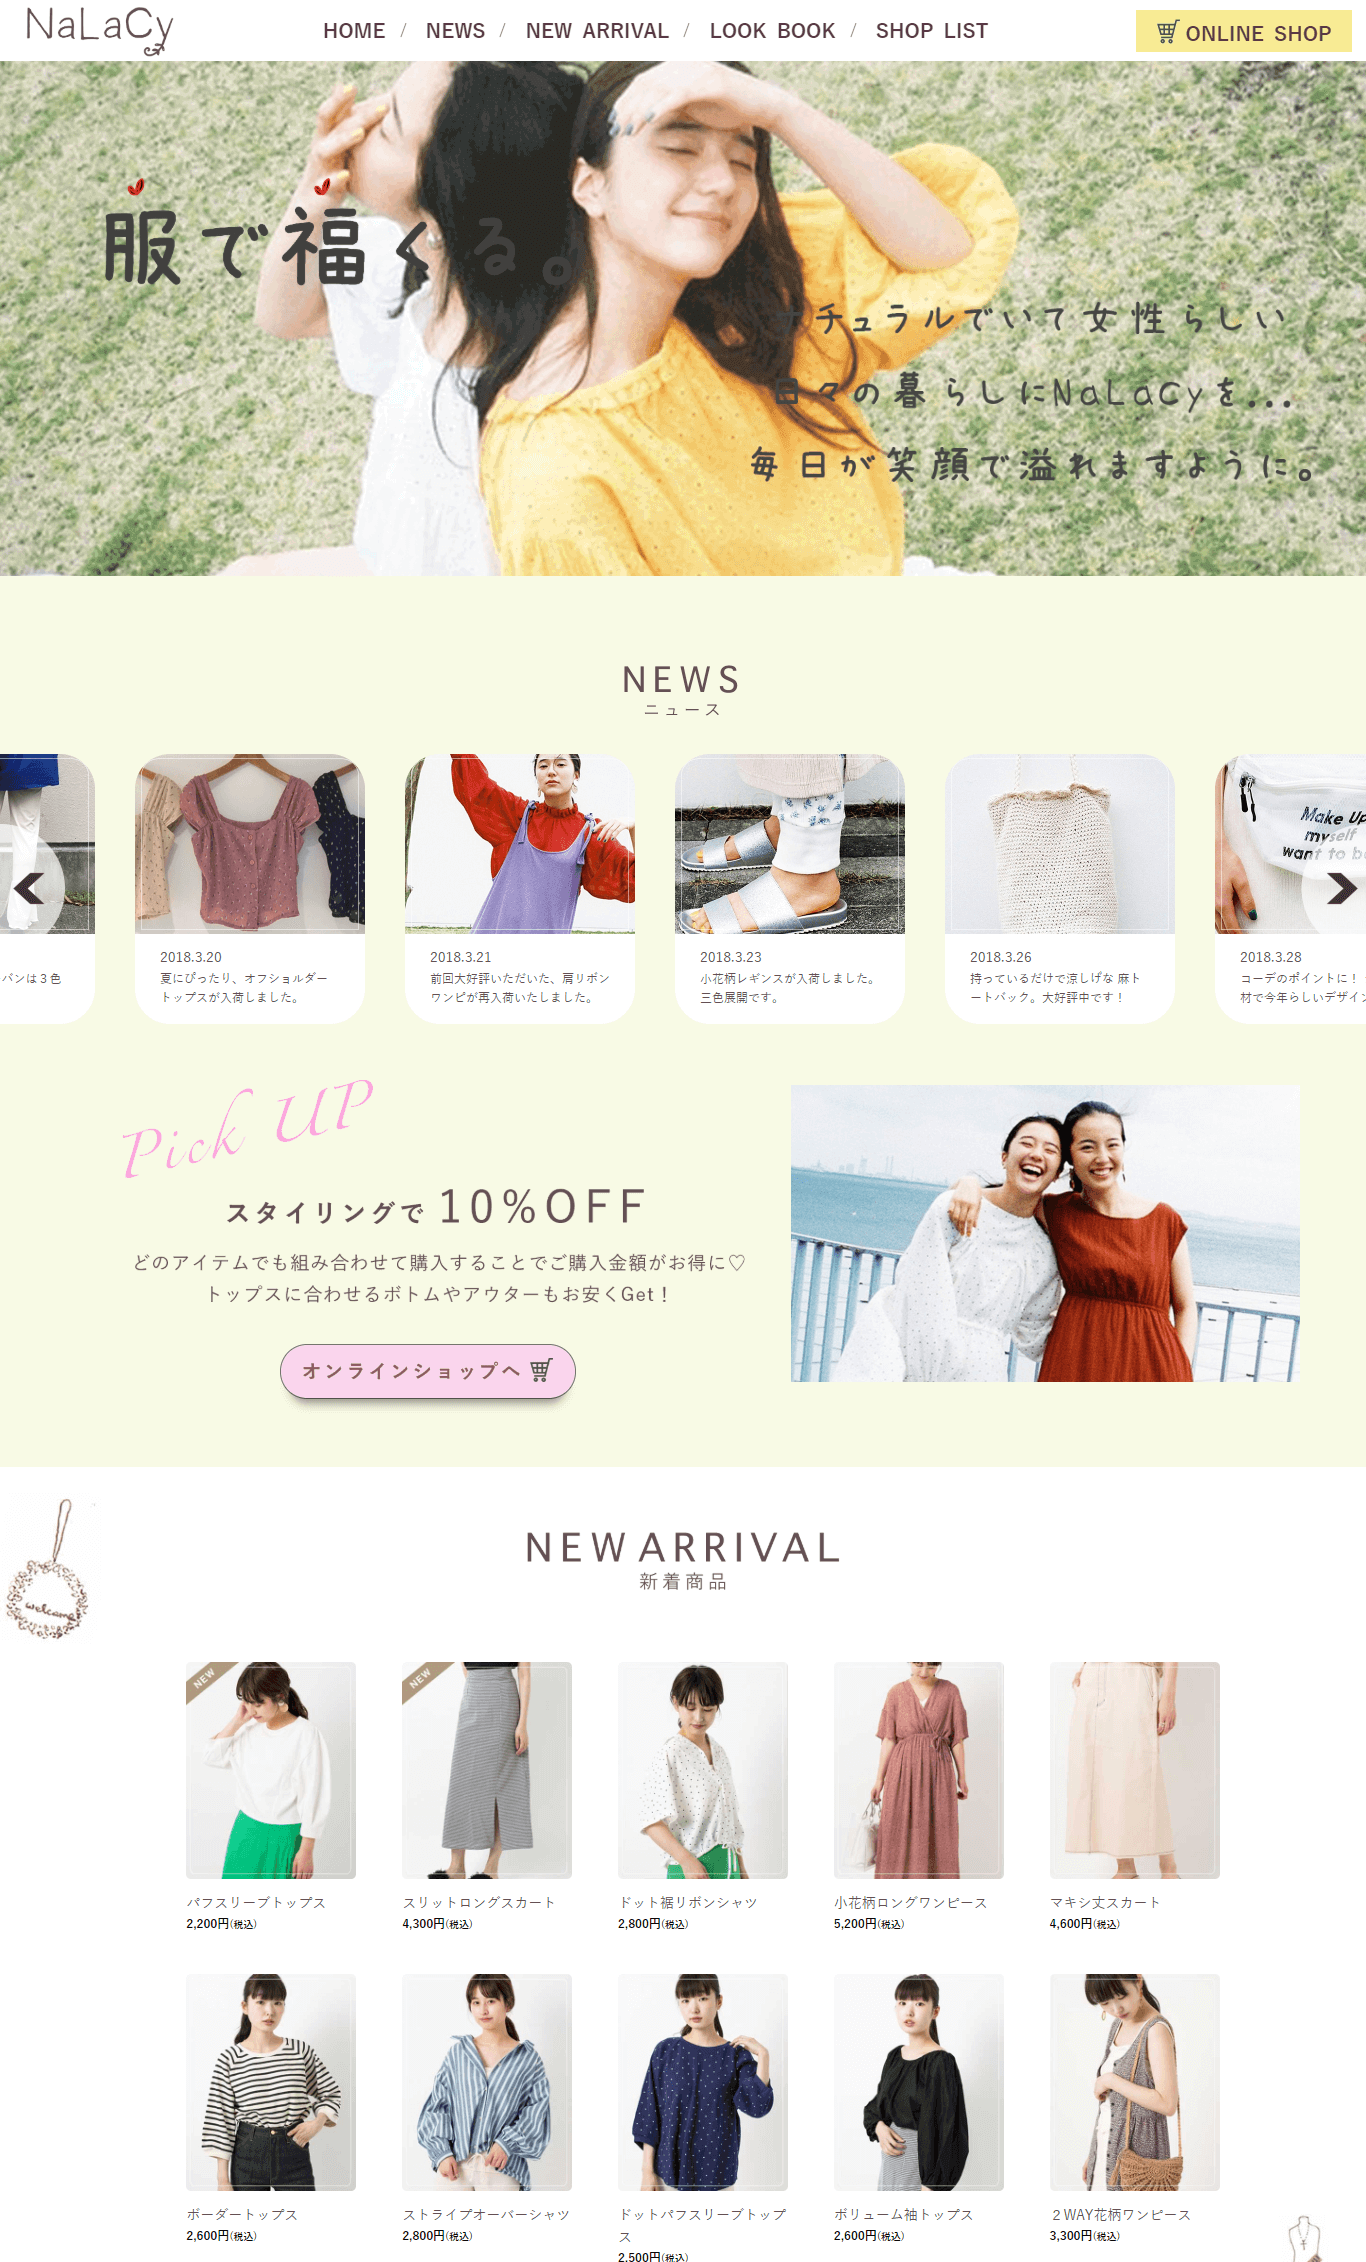 NaLaCy
HOME / NEWS / NEW ARRIVAL / LOOK BOOK / SHOP LIST
ONLINE SHOP
服で福くる。
ナチュラルでいて女性らしい
日々の暮らしにNaLaCyを...
毎日が笑顔で溢れますように。
NEWS
ニュース
Make Up
myself
want to be
パンは３色
2018.3.20
夏にぴったり、オフショルダー
トップスが入荷しました。
2018.3.21
前回大好評いただいた、肩リボン
ワンピが再入荷いたしました。
2018.3.23
小花柄レギンスが入荷しました。
三色展開です。
2018.3.26
持っているだけで涼しげな 麻ト
ートバック。大好評中です！
2018.3.28
コーデのポイントに！
材で今年らしいデザイン
Pick UP
スタイリングで 10%OFF
どのアイテムでも組み合わせて購入することでご購入金額がお得に♡
トップスに合わせるボトムやアウターもお安くGet！
オンラインショップへ
welcome
NEW ARRIVAL
新着商品
NEW
NEW
パフスリーブトップス
2,200円(税込)
スリットロングスカート
4,300円(税込)
ドット裾リボンシャツ
2,800円(税込)
小花柄ロングワンピース
5,200円(税込)
マキシ丈スカート
4,600円(税込)
ボーダートップス
2,600円(税込)
ストライプオーバーシャツ
2,800円(税込)
ドットパフスリーブトップ
ス
2,500円(税込)
ボリューム袖トップス
2,600円(税込)
２WAY花柄ワンピース
3,300円(税込)